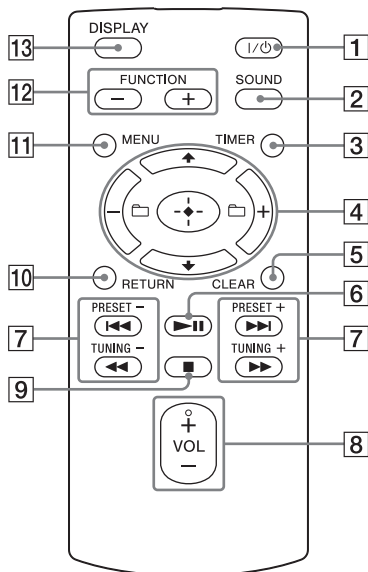 DISPLAY
13
I/⏻
1
12
FUNCTION
− +
SOUND
2
11
MENU
TIMER
3
− +
4
10
RETURN
CLEAR
5
6
PRESET −
PRESET +
7
7
TUNING −
TUNING +
9
+
VOL
−
8